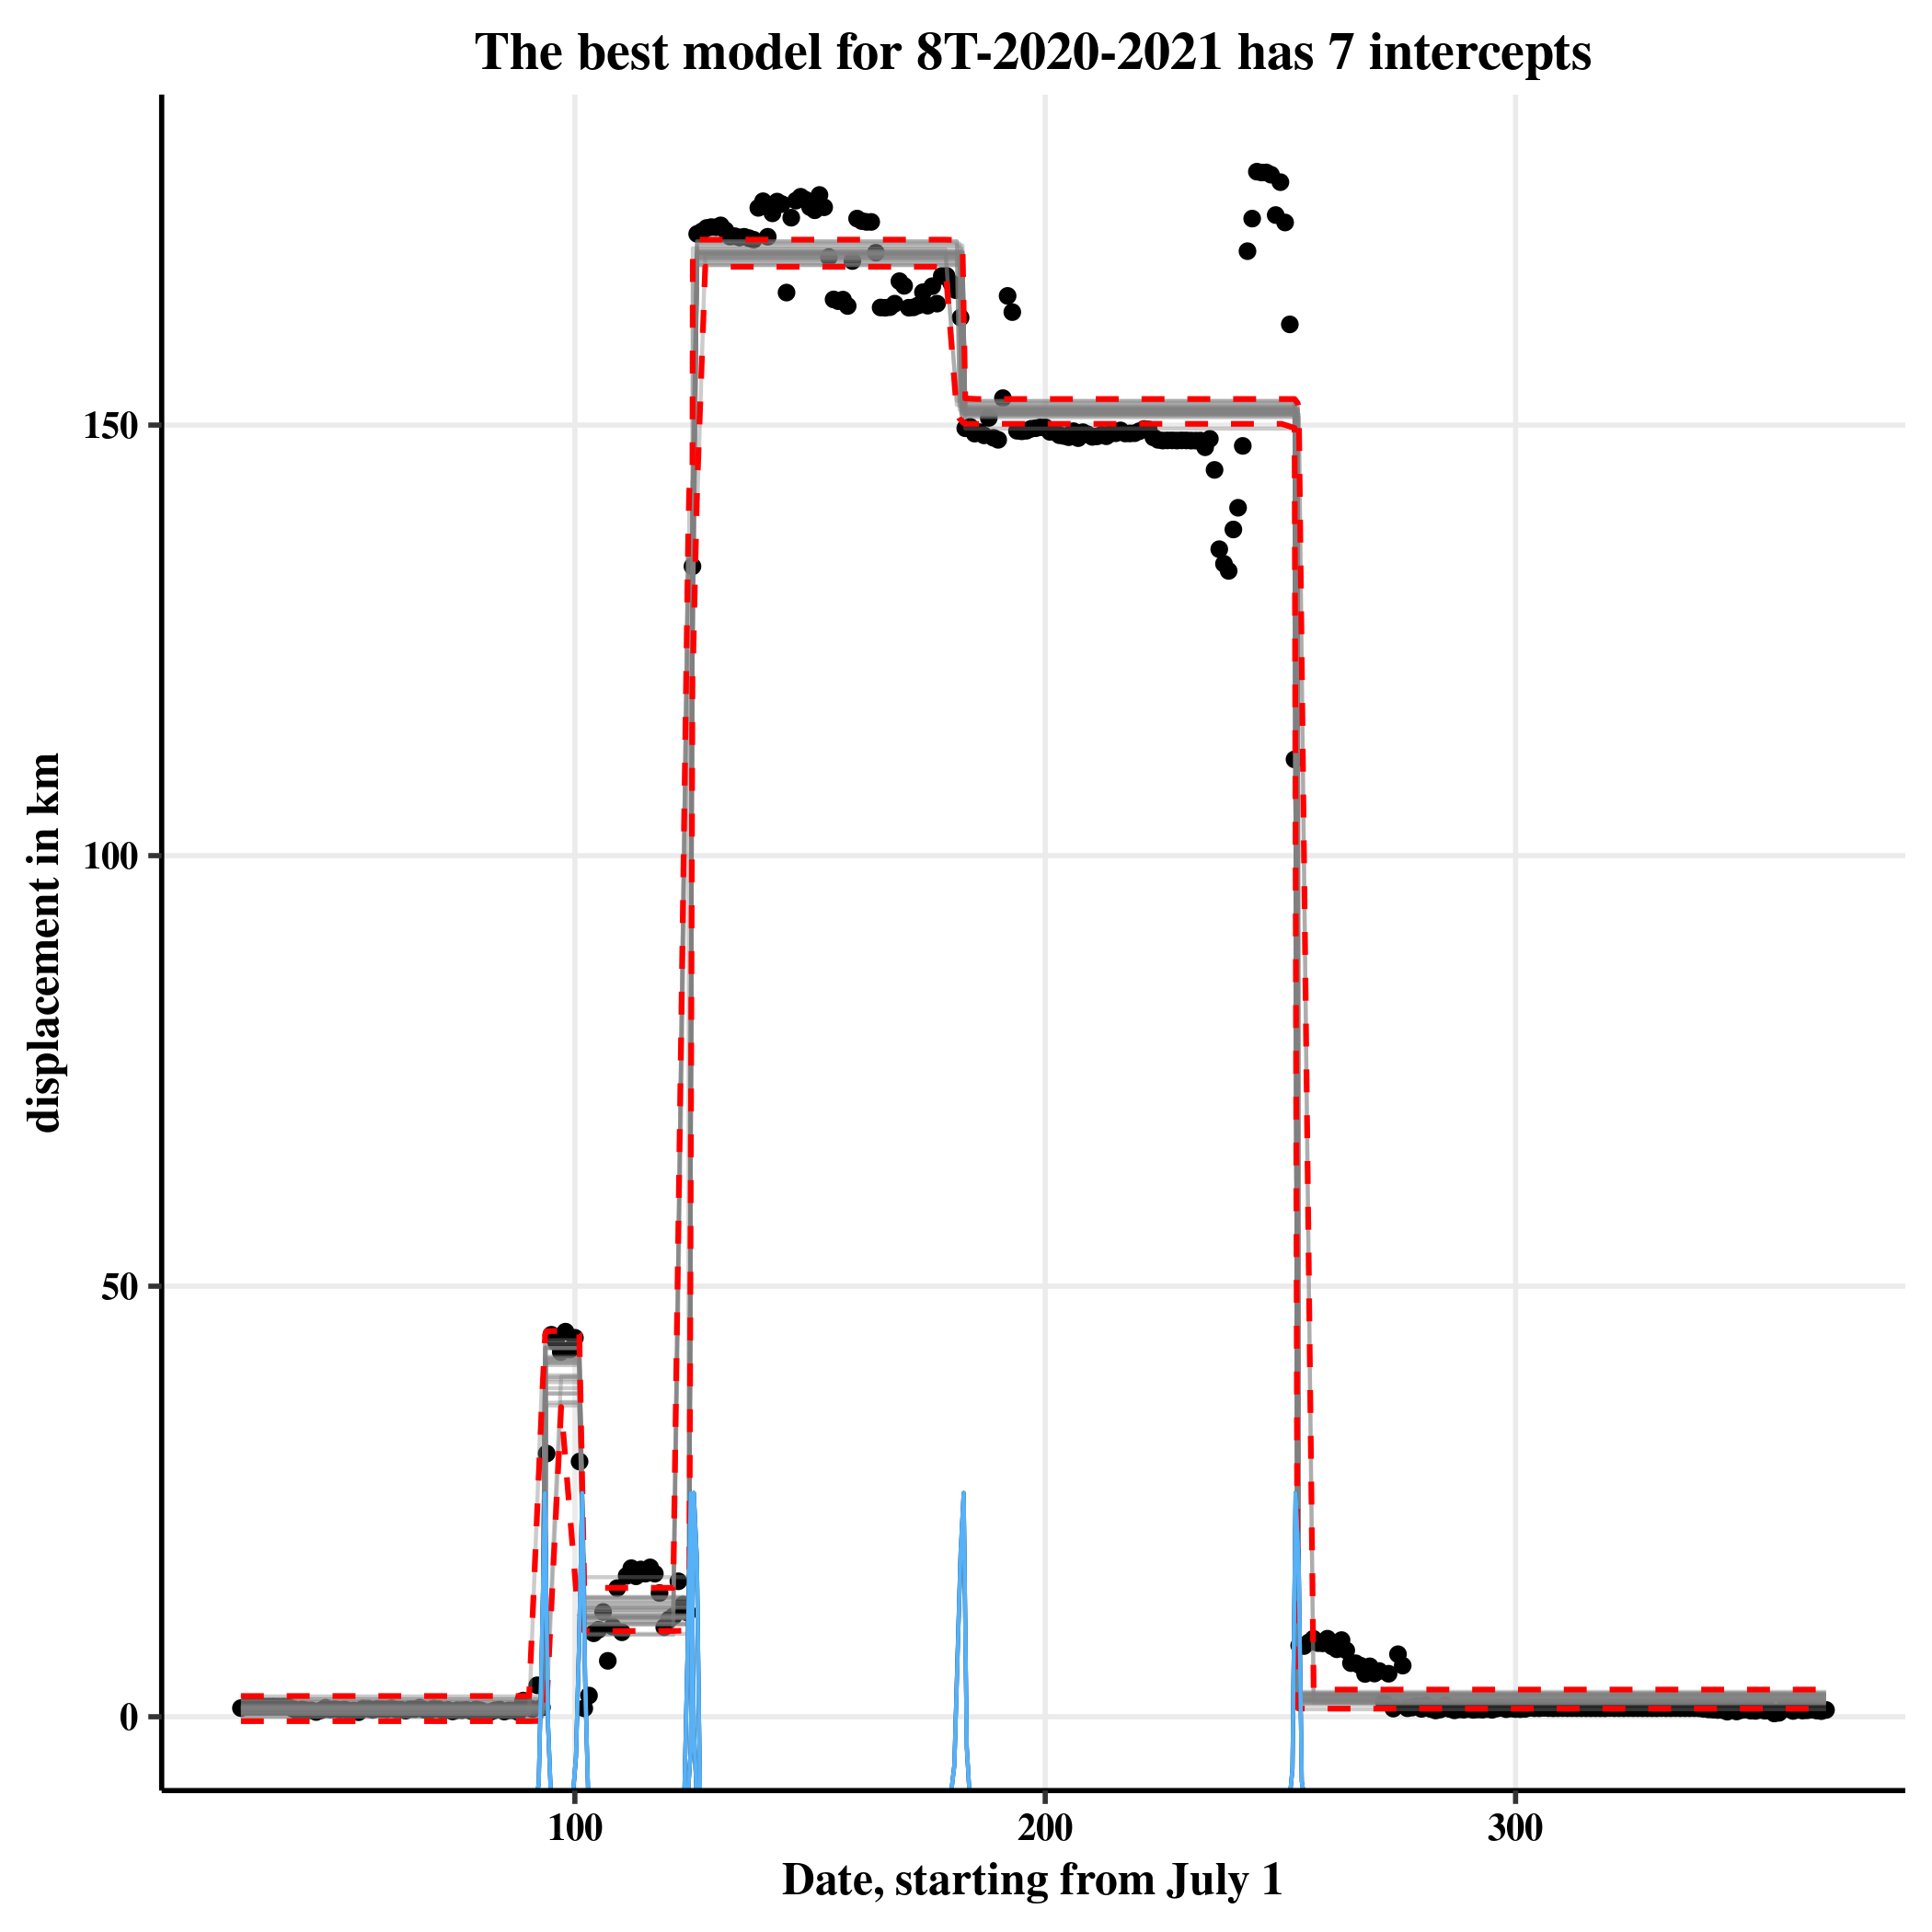 The best model for 8T-2020-2021 has 7 intercepts
displacement in km
150
100
50
0
100
200
300
Date, starting from July 1